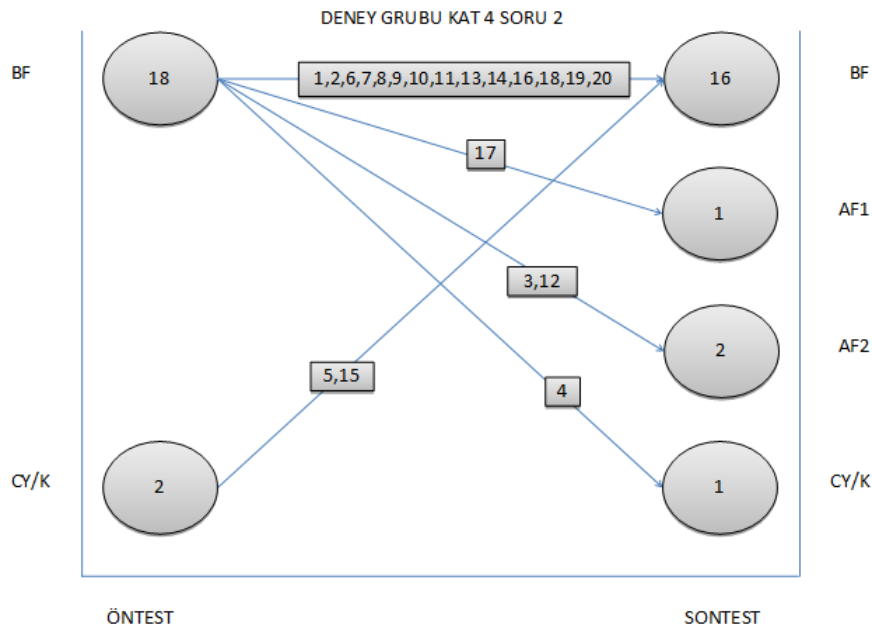 DENEY GRUBU KAT 4 SORU 2
BF
18
1,2,6,7,8,9,10,11,13,14,16,18,19,20
16
BF
17
1
AF1
3,12
2
AF2
5,15
4
CY/K
2
1
CY/K
ÖNTEST
SONTEST